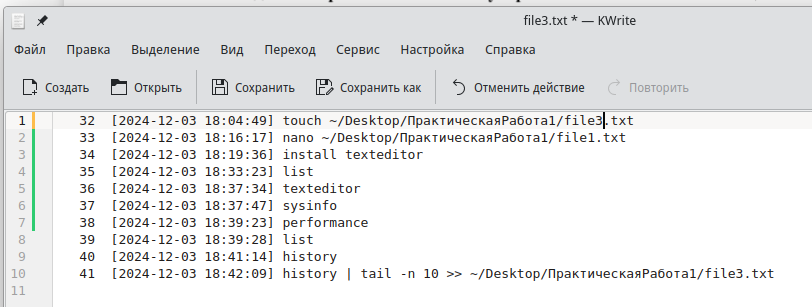 file3.txt * — KWrite
Файл Правка Выделение Вид Переход Сервис Настройка Справка
Создать Открыть Сохранить Сохранить как Отменить действие Повторить
1 32 [2024-12-03 18:04:49] touch ~/Desktop/ПрактическаяРабота1/file3.txt
2 33 [2024-12-03 18:16:17] nano ~/Desktop/ПрактическаяРабота1/file1.txt
3 34 [2024-12-03 18:19:36] install texteditor
4 35 [2024-12-03 18:33:23] list
5 36 [2024-12-03 18:37:34] texteditor
6 37 [2024-12-03 18:37:47] sysinfo
7 38 [2024-12-03 18:39:23] performance
8 39 [2024-12-03 18:39:28] list
9 40 [2024-12-03 18:41:14] history
10 41 [2024-12-03 18:42:09] history | tail -n 10 >> ~/Desktop/ПрактическаяРабота1/file3.txt
11